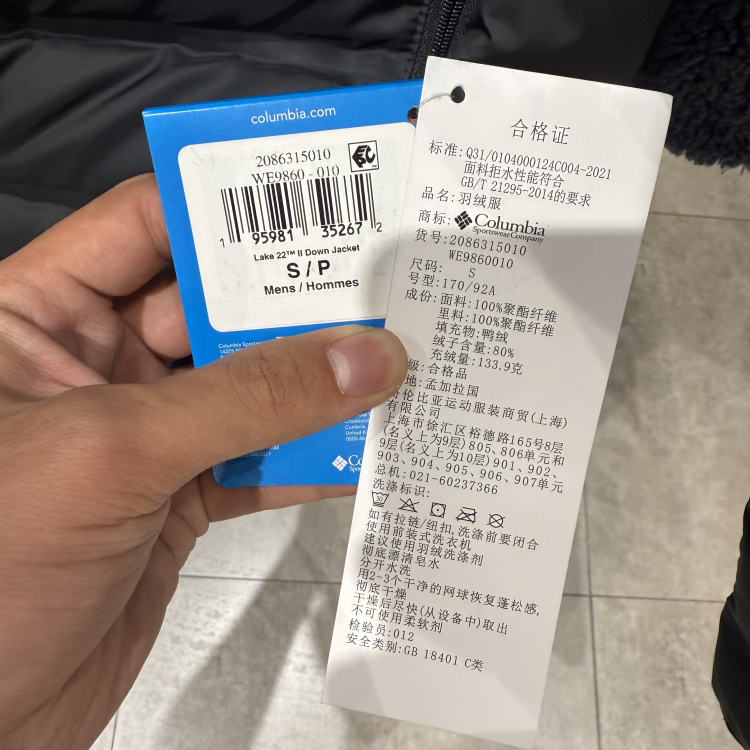 columbia.com
2086315010
WE9860 - 010
1 95981 35267 2
Lake 22™ II Down Jacket
S / P
Mens / Hommes
Columbia
合格证
标准:Q31/0104000124C004-2021
面料拒水性能符合
GB/T 21295-2014的要求
品名:羽绒服
商标: Columbia
Sportswear Company
货号:2086315010
WE9860010
尺码: S
号型:170/92A
成份:面料:100%聚酯纤维
里料:100%聚酯纤维
填充物:鸭绒
绒子含量:80%
充绒量:133.9克
级:合格品
地:孟加拉国
哥伦比亚运动服装商贸(上海)
有限公司
上海市徐汇区裕德路165号8层
(名义上为9层)805、806单元和
9层(名义上为10层)901、902、
903、904、905、906、907单元
总机:021-60237366
洗涤标识:
30
如有拉链/纽扣,洗涤前要闭合
使用前装式洗衣机
建议使用羽绒洗涤剂
彻底漂清皂水
分开水洗
用2-3个干净的网球恢复蓬松感,
彻底干燥
干燥后尽快(从设备中)取出
不可使用柔软剂
检验员:012
安全类别:GB 18401 C类